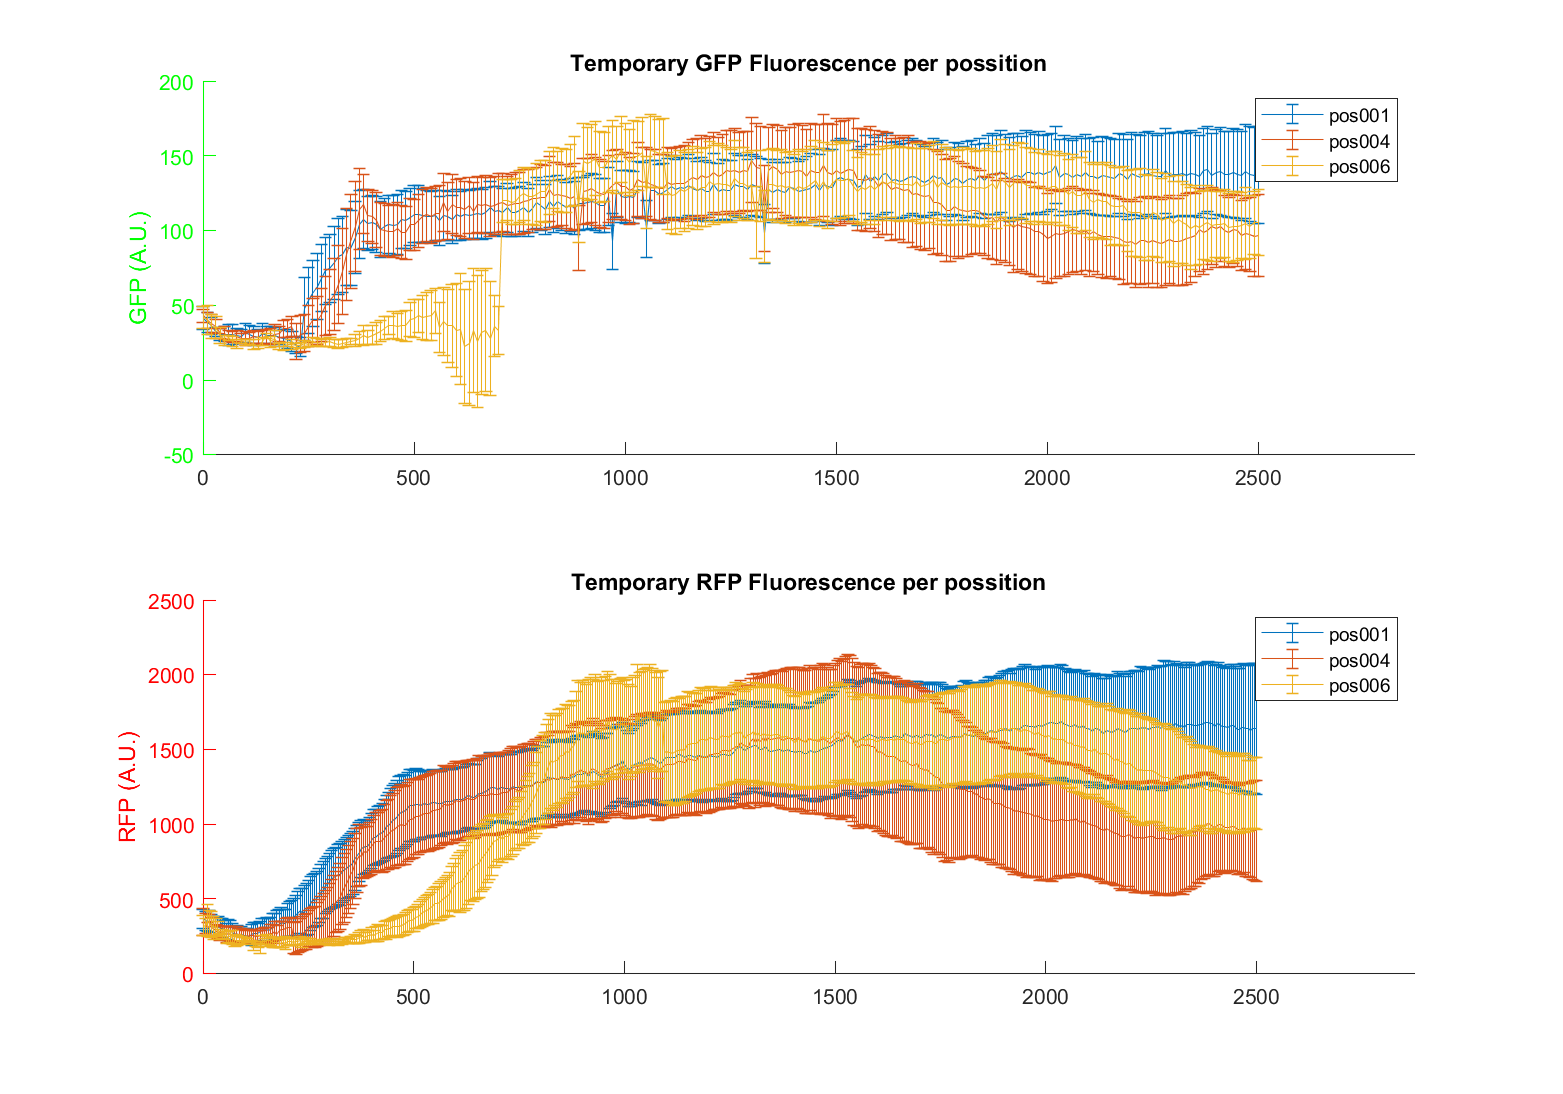 Temporary GFP Fluorescence per possition
200
150
100
50
0
-50
GFP (A.U.)
0 500 1000 1500 2000 2500
pos001
pos004
pos006
Temporary RFP Fluorescence per possition
2500
2000
1500
1000
500
0
RFP (A.U.)
0 500 1000 1500 2000 2500
pos001
pos004
pos006